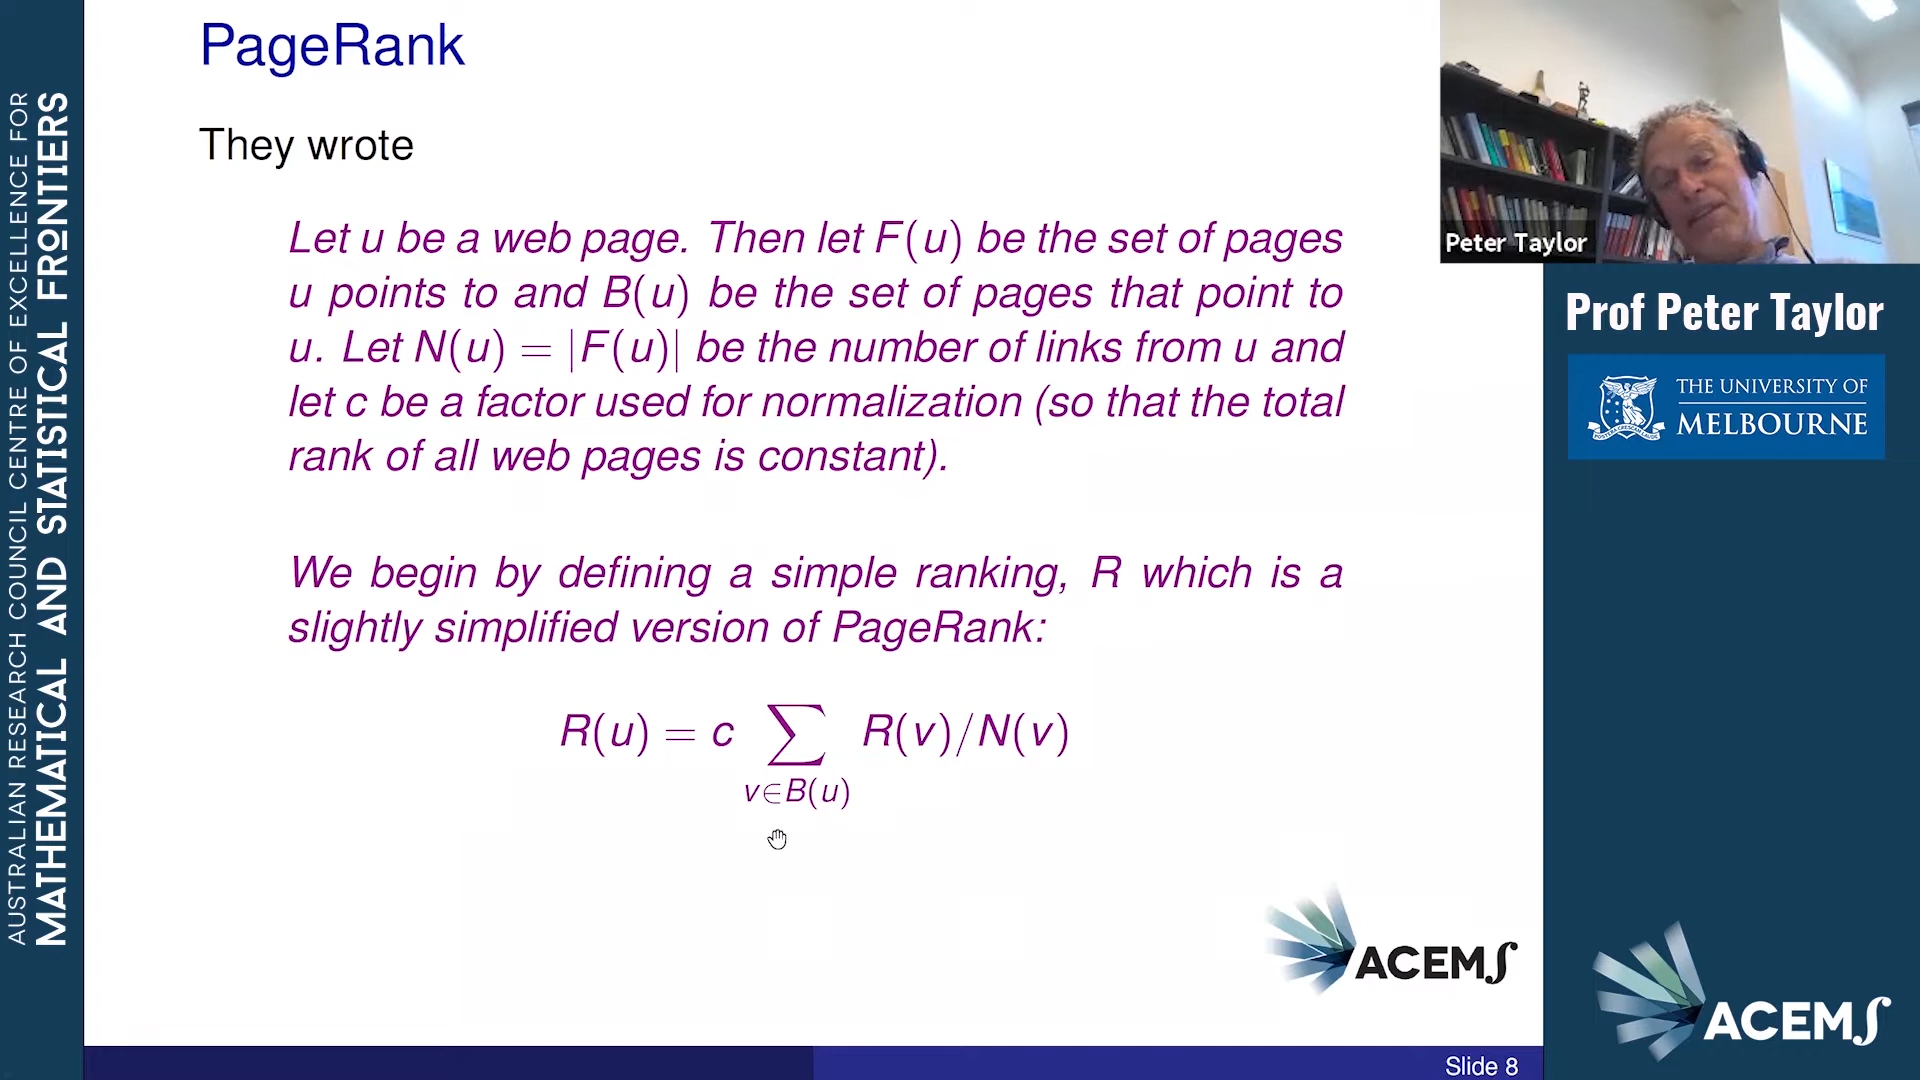 AUSTRALIAN RESEARCH COUNCIL CENTRE OF EXCELLENCE FOR
MATHEMATICAL AND STATISTICAL FRONTIERS
PageRank
They wrote
Let u be a web page. Then let F(u) be the set of pages
u points to and B(u) be the set of pages that point to
u. Let N(u) = |F(u)| be the number of links from u and
let c be a factor used for normalization (so that the total
rank of all web pages is constant).
We begin by defining a simple ranking, R which is a
slightly simplified version of PageRank:
R(u) = c ∑ R(v)/N(v)
v∈B(u)
ACEMS
Slide 8
Peter Taylor
Prof Peter Taylor
THE UNIVERSITY OF
MELBOURNE
ACEMS